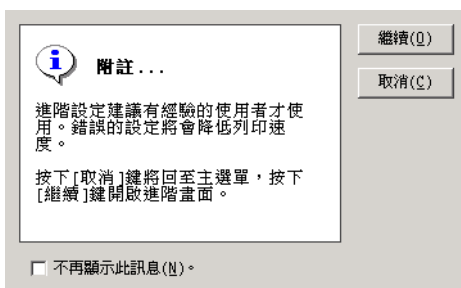 附註...
繼續(O)
取消(C)
進階設定建議有經驗的使用者才使
用。錯誤的設定將會降低列印速
度。
按下[取消]鍵將回至主選單,按下
[繼續]鍵開啟進階畫面。
不再顯示此訊息(N)。